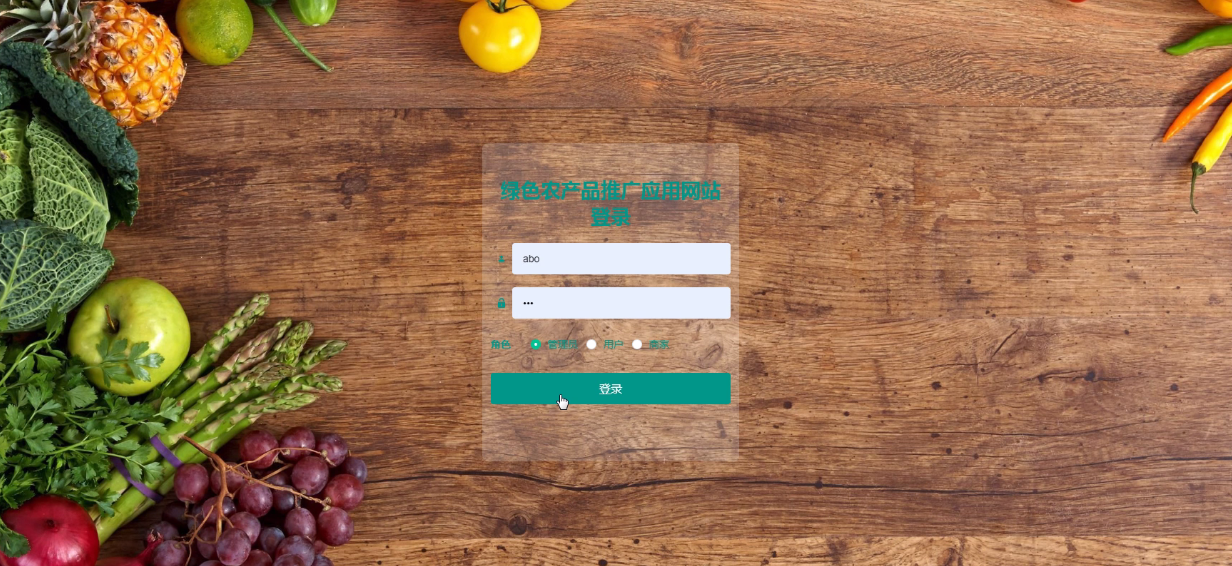 绿色农产品推广应用网站
登录
abo
角色 管理员 用户 商家
登录